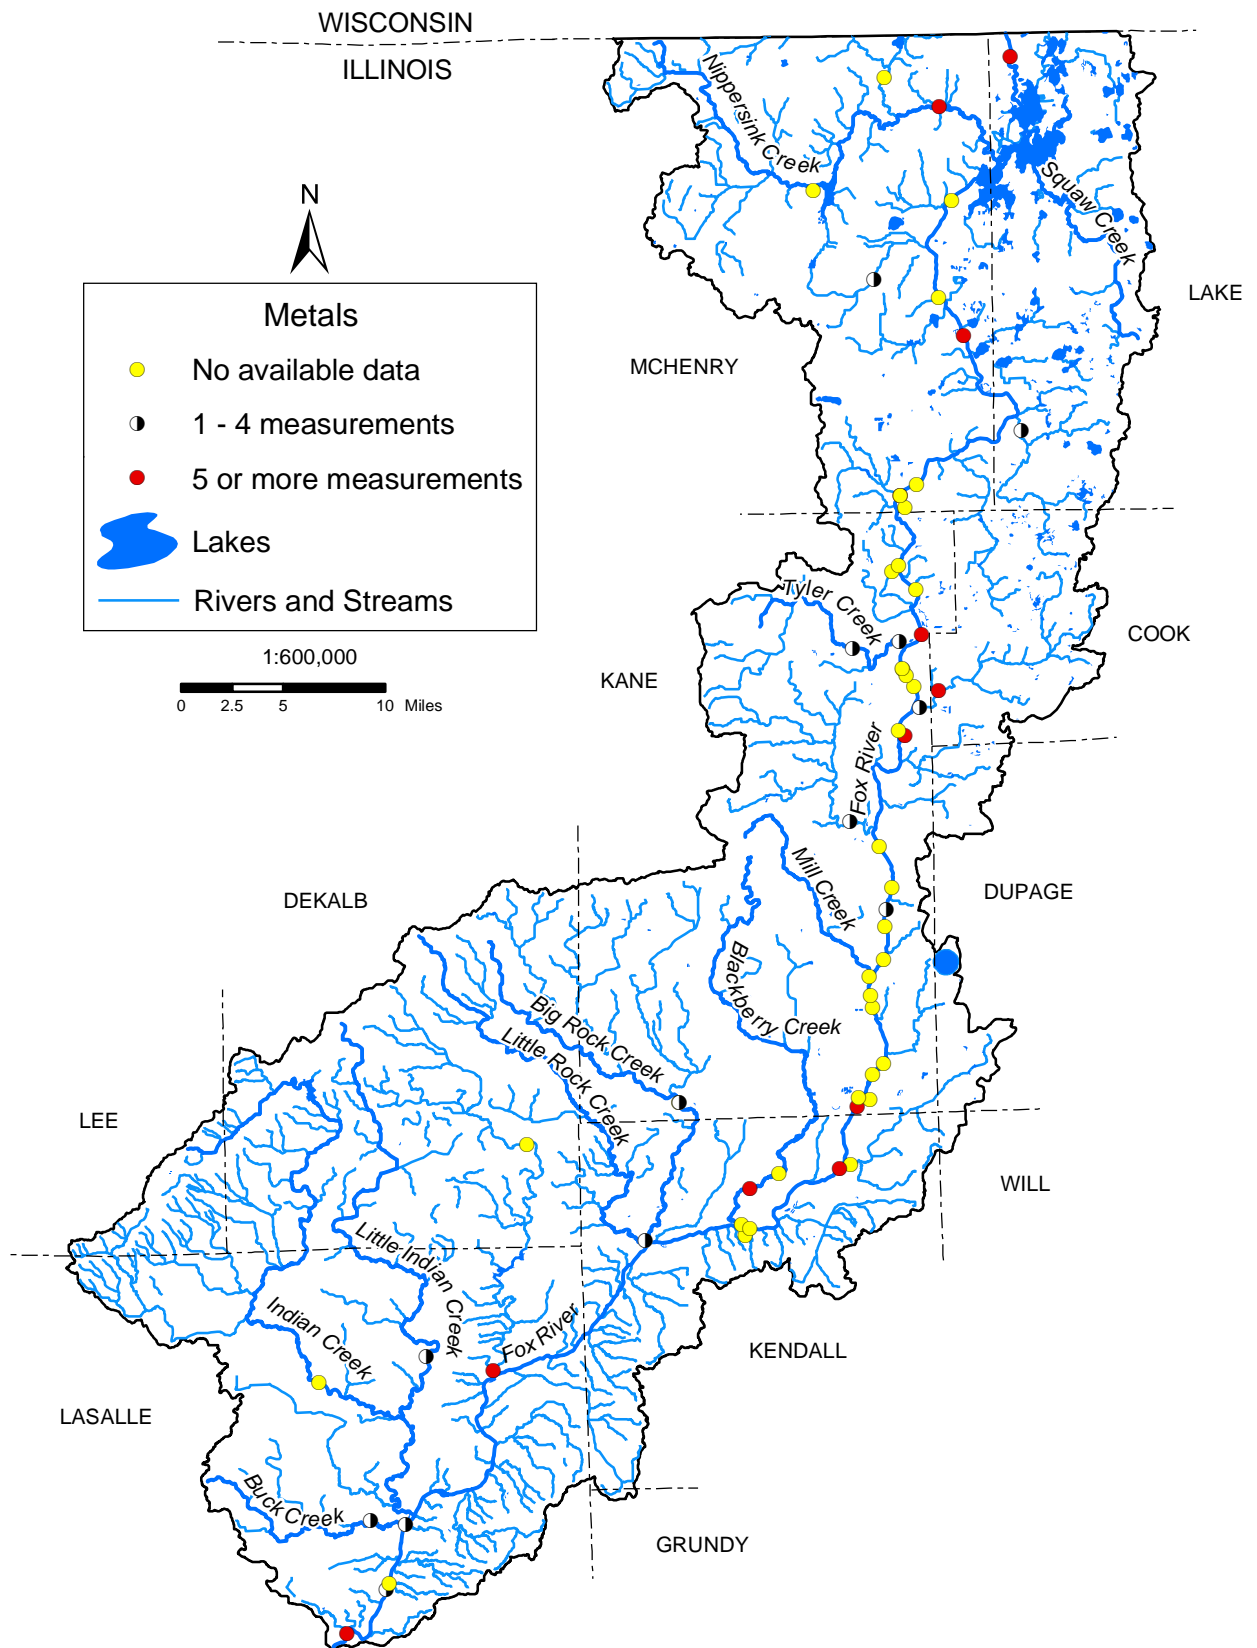 WISCONSIN
ILLINOIS
Nippersink Creek
Squaw Creek
N
LAKE
Metals
No available data
1 - 4 measurements
5 or more measurements
Lakes
Rivers and Streams
MCHENRY
1:600,000
0 2.5 5 10 Miles
Tyler Creek
COOK
KANE
Fox River
Mill Creek
DEKALB
DUPAGE
Blackberry Creek
Big Rock Creek
Little Rock Creek
LEE
WILL
Little Indian Creek
Indian Creek
Fox River
KENDALL
LASALLE
Buck Creek
GRUNDY